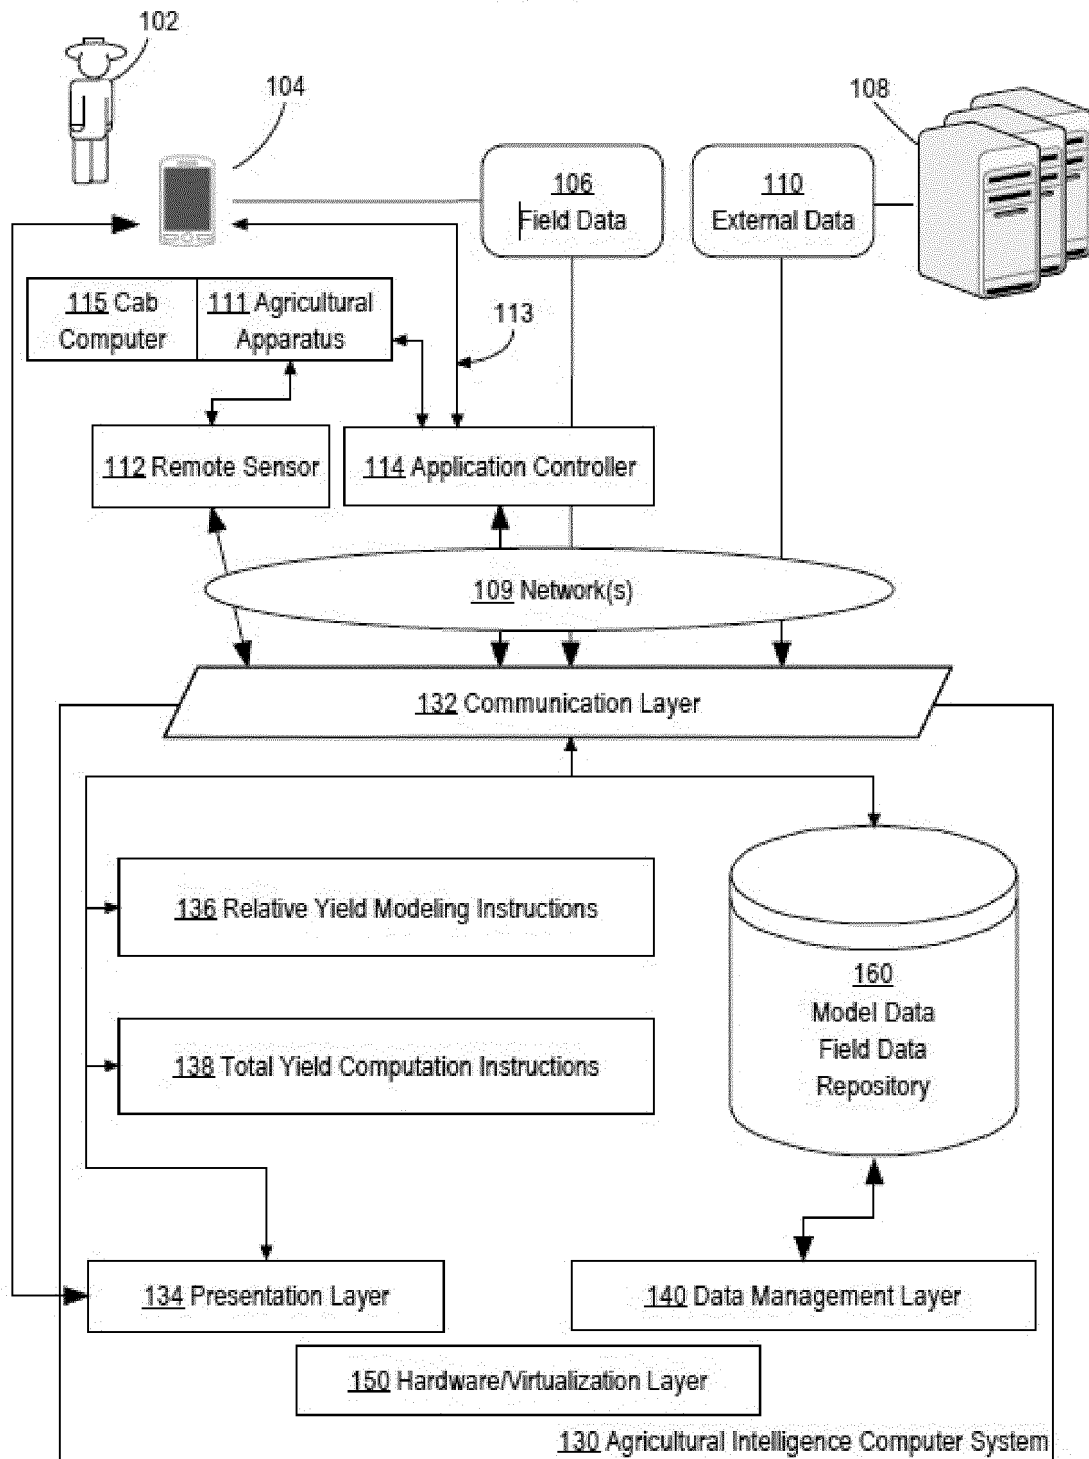 102
104
108
106
Field Data
110
External Data
115 Cab
Computer
111 Agricultural
Apparatus
113
112 Remote Sensor
114 Application Controller
109 Network(s)
132 Communication Layer
136 Relative Yield Modeling Instructions
160
Model Data
Field Data
Repository
138 Total Yield Computation Instructions
134 Presentation Layer
140 Data Management Layer
150 Hardware/Virtualization Layer
130 Agricultural Intelligence Computer System